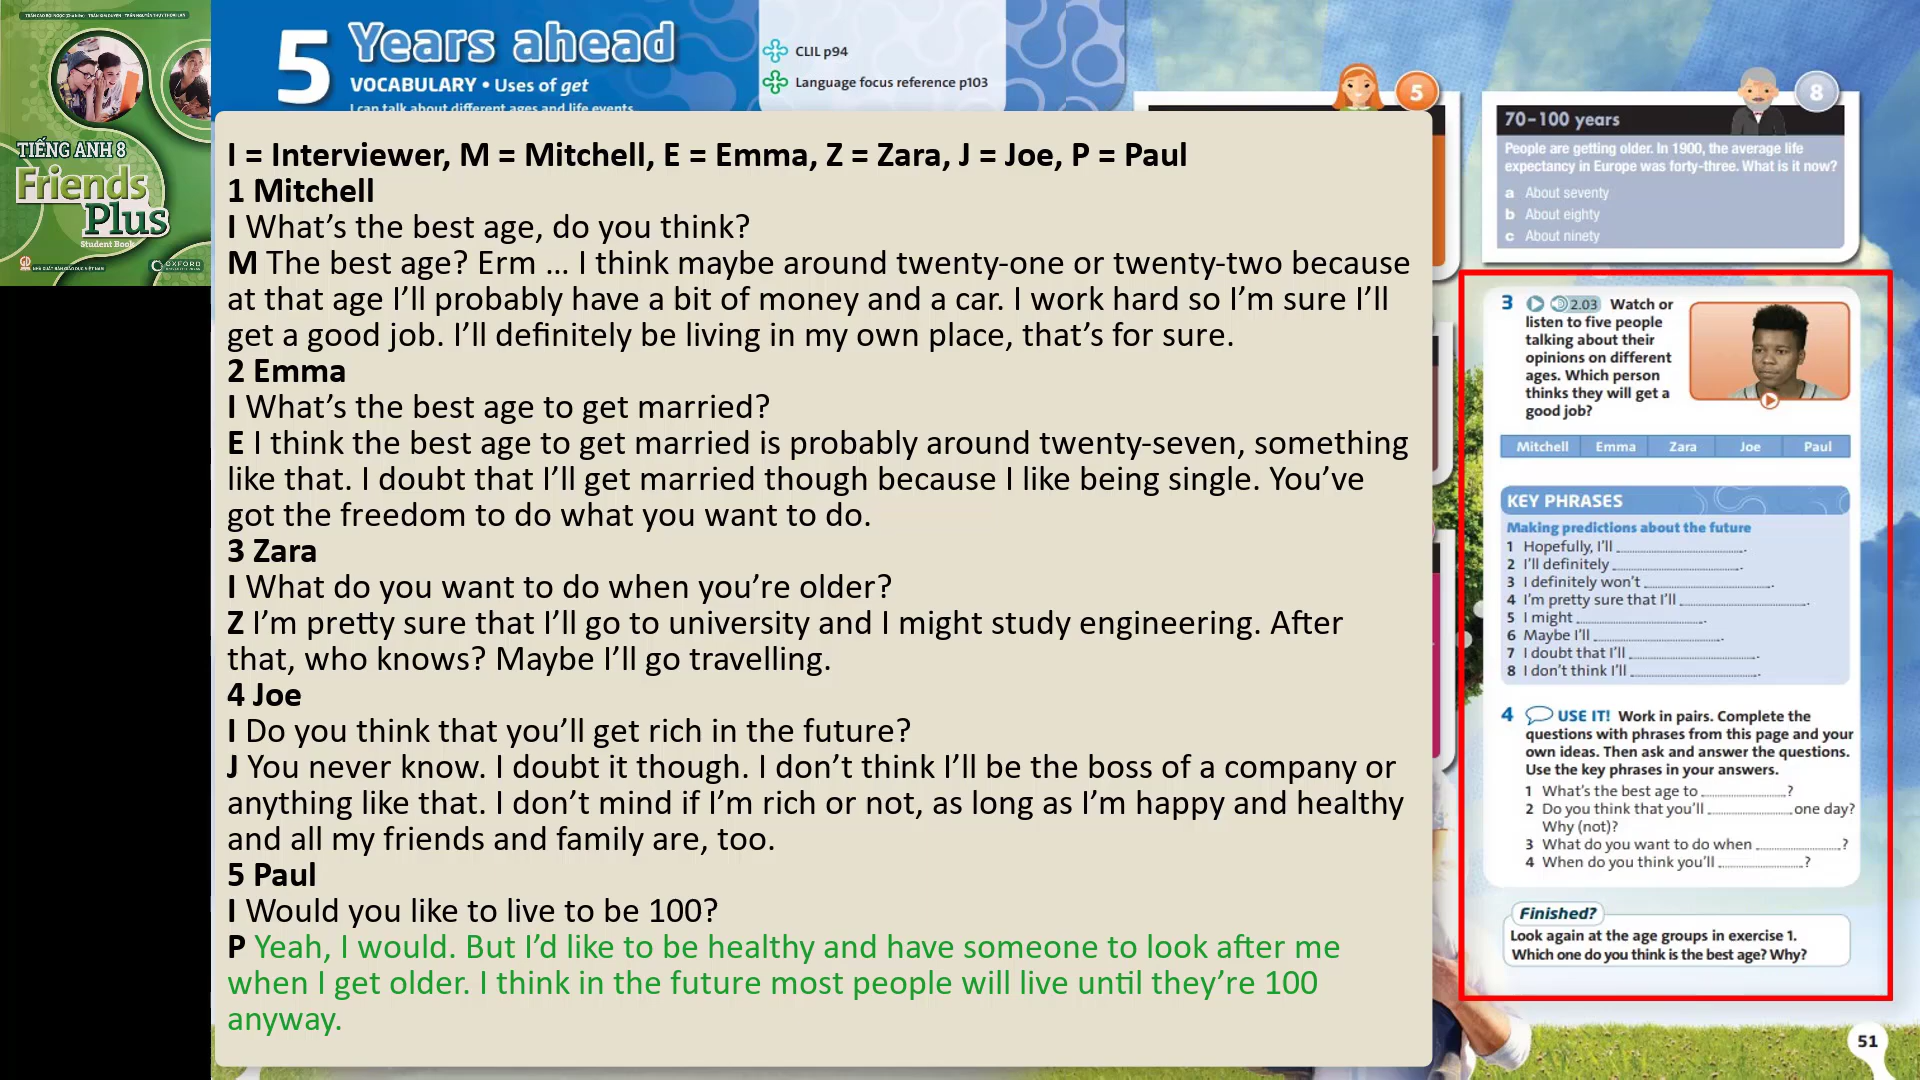 TRẦN CAO BỘI NGỌC (Chủ biên) - TRẦN KIM DUYÊN - TRẦN NGUYỄN THỤY THÙY LAN
TIẾNG ANH 8
Friends
Plus
Student Book
NHÀ XUẤT BẢN GIÁO DỤC VIỆT NAM
OXFORD
5 Years ahead
VOCABULARY • Uses of get
I can talk about different ages and life events.
CLIL p94
Language focus reference p103
I = Interviewer, M = Mitchell, E = Emma, Z = Zara, J = Joe, P = Paul
1 Mitchell
I What’s the best age, do you think?
M The best age? Erm … I think maybe around twenty-one or twenty-two because
at that age I’ll probably have a bit of money and a car. I work hard so I’m sure I’ll
get a good job. I’ll definitely be living in my own place, that’s for sure.
2 Emma
I What’s the best age to get married?
E I think the best age to get married is probably around twenty-seven, something
like that. I doubt that I’ll get married though because I like being single. You’ve
got the freedom to do what you want to do.
3 Zara
I What do you want to do when you’re older?
Z I’m pretty sure that I’ll go to university and I might study engineering. After
that, who knows? Maybe I’ll go travelling.
4 Joe
I Do you think that you’ll get rich in the future?
J You never know. I doubt it though. I don’t think I’ll be the boss of a company or
anything like that. I don’t mind if I’m rich or not, as long as I’m happy and healthy
and all my friends and family are, too.
5 Paul
I Would you like to live to be 100?
P Yeah, I would. But I’d like to be healthy and have someone to look after me
when I get older. I think in the future most people will live until they’re 100
anyway.
5
8
70–100 years
People are getting older. In 1900, the average life
expectancy in Europe was forty-three. What is it now?
a About seventy
b About eighty
c About ninety
3 2.03 Watch or
listen to five people
talking about their
opinions on different
ages. Which person
thinks they will get a
good job?
Mitchell Emma Zara Joe Paul
KEY PHRASES
Making predictions about the future
1 Hopefully, I’ll ..............................
2 I’ll definitely ..............................
3 I definitely won’t ..............................
4 I’m pretty sure that I’ll ..............................
5 I might ..............................
6 Maybe I’ll ..............................
7 I doubt that I’ll ..............................
8 I don’t think I’ll ..............................
4 USE IT! Work in pairs. Complete the
questions with phrases from this page and your
own ideas. Then ask and answer the questions.
Use the key phrases in your answers.
1 What’s the best age to ....................?
2 Do you think that you’ll .................... one day?
Why (not)?
3 What do you want to do when ....................?
4 When do you think you’ll ....................?
Finished?
Look again at the age groups in exercise 1.
Which one do you think is the best age? Why?
51